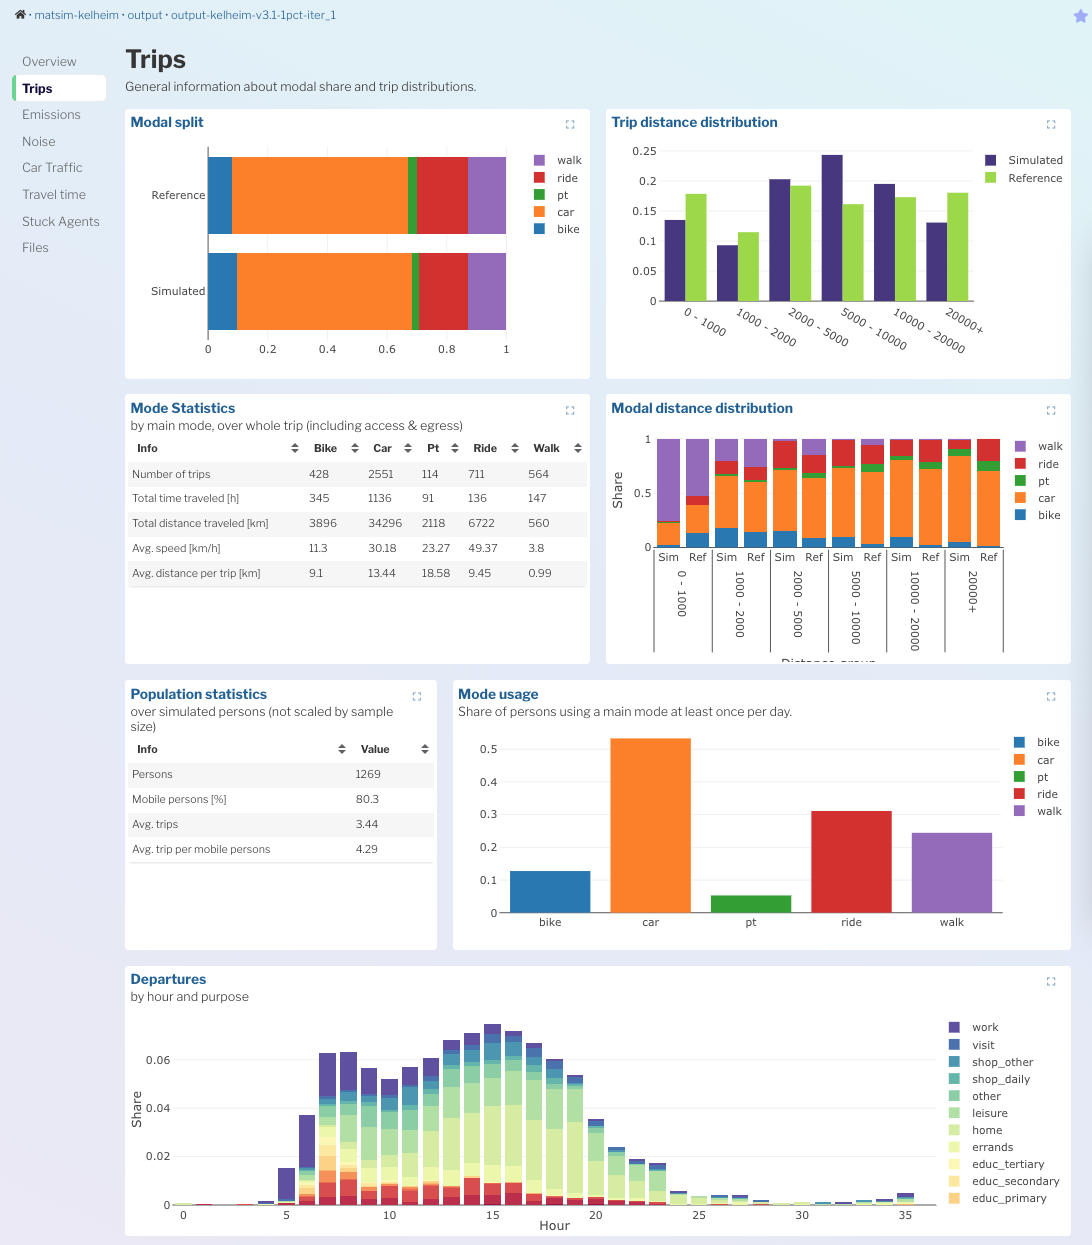 · matsim-kelheim · output · output-kelheim-v3.1-1pct-iter_1
Overview
Trips
Emissions
Noise
Car Traffic
Travel time
Stuck Agents
Files
Trips
General information about modal share and trip distributions.
Modal split
Reference
Simulated
0 0.2 0.4 0.6 0.8 1
walk
ride
pt
car
bike
Trip distance distribution
0.25
0.2
0.15
0.1
0.05
0
0 - 1000
1000 - 2000
2000 - 5000
5000 - 10000
10000 - 20000
20000+
Simulated
Reference
Mode Statistics
by main mode, over whole trip (including access & egress)
Info Bike Car Pt Ride Walk
Number of trips 428 2551 114 711 564
Total time traveled [h] 345 1136 91 136 147
Total distance traveled [km] 3896 34296 2118 6722 560
Avg. speed [km/h] 11.3 30.18 23.27 49.37 3.8
Avg. distance per trip [km] 9.1 13.44 18.58 9.45 0.99
Modal distance distribution
Share
1
0.5
0
Sim Ref Sim Ref Sim Ref Sim Ref Sim Ref Sim Ref
0 - 1000
1000 - 2000
2000 - 5000
5000 - 10000
10000 - 20000
20000+
walk
ride
pt
car
bike
Population statistics
over simulated persons (not scaled by sample
size)
Info Value
Persons 1269
Mobile persons [%] 80.3
Avg. trips 3.44
Avg. trip per mobile persons 4.29
Mode usage
Share of persons using a main mode at least once per day.
0.5
0.4
0.3
0.2
0.1
0
bike car pt ride walk
bike
car
pt
ride
walk
Departures
by hour and purpose
Share
0.06
0.04
0.02
0
0 5 10 15 20 25 30 35
Hour
work
visit
shop_other
shop_daily
other
leisure
home
errands
educ_tertiary
educ_secondary
educ_primary